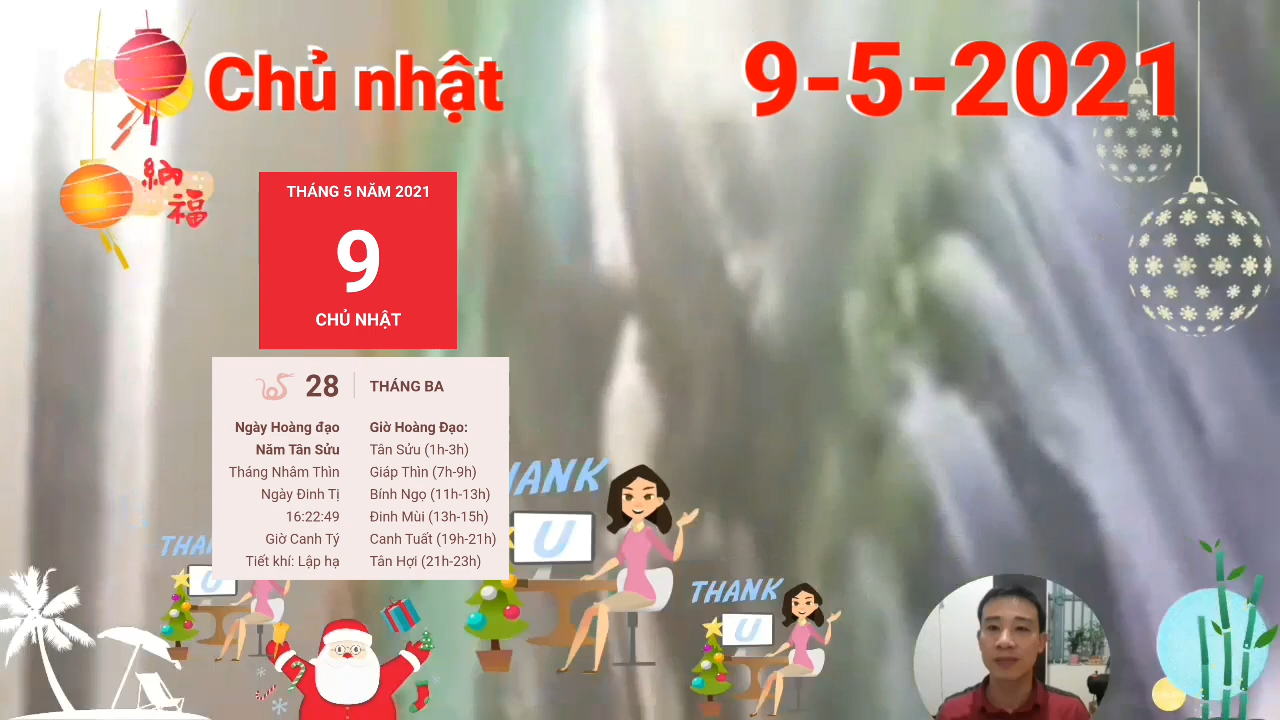 Chủ nhật
9-5-2021
納
福
THÁNG 5 NĂM 2021
9
CHỦ NHẬT
28
THÁNG BA
Ngày Hoàng đạo
Năm Tân Sửu
Tháng Nhâm Thìn
Ngày Đinh Tị
16:22:49
Giờ Canh Tý
Tiết khí: Lập hạ
Giờ Hoàng Đạo:
Tân Sửu (1h-3h)
Giáp Thìn (7h-9h)
Bính Ngọ (11h-13h)
Đinh Mùi (13h-15h)
Canh Tuất (19h-21h)
Tân Hợi (21h-23h)
HANK
U
THAN
U
THANK
U